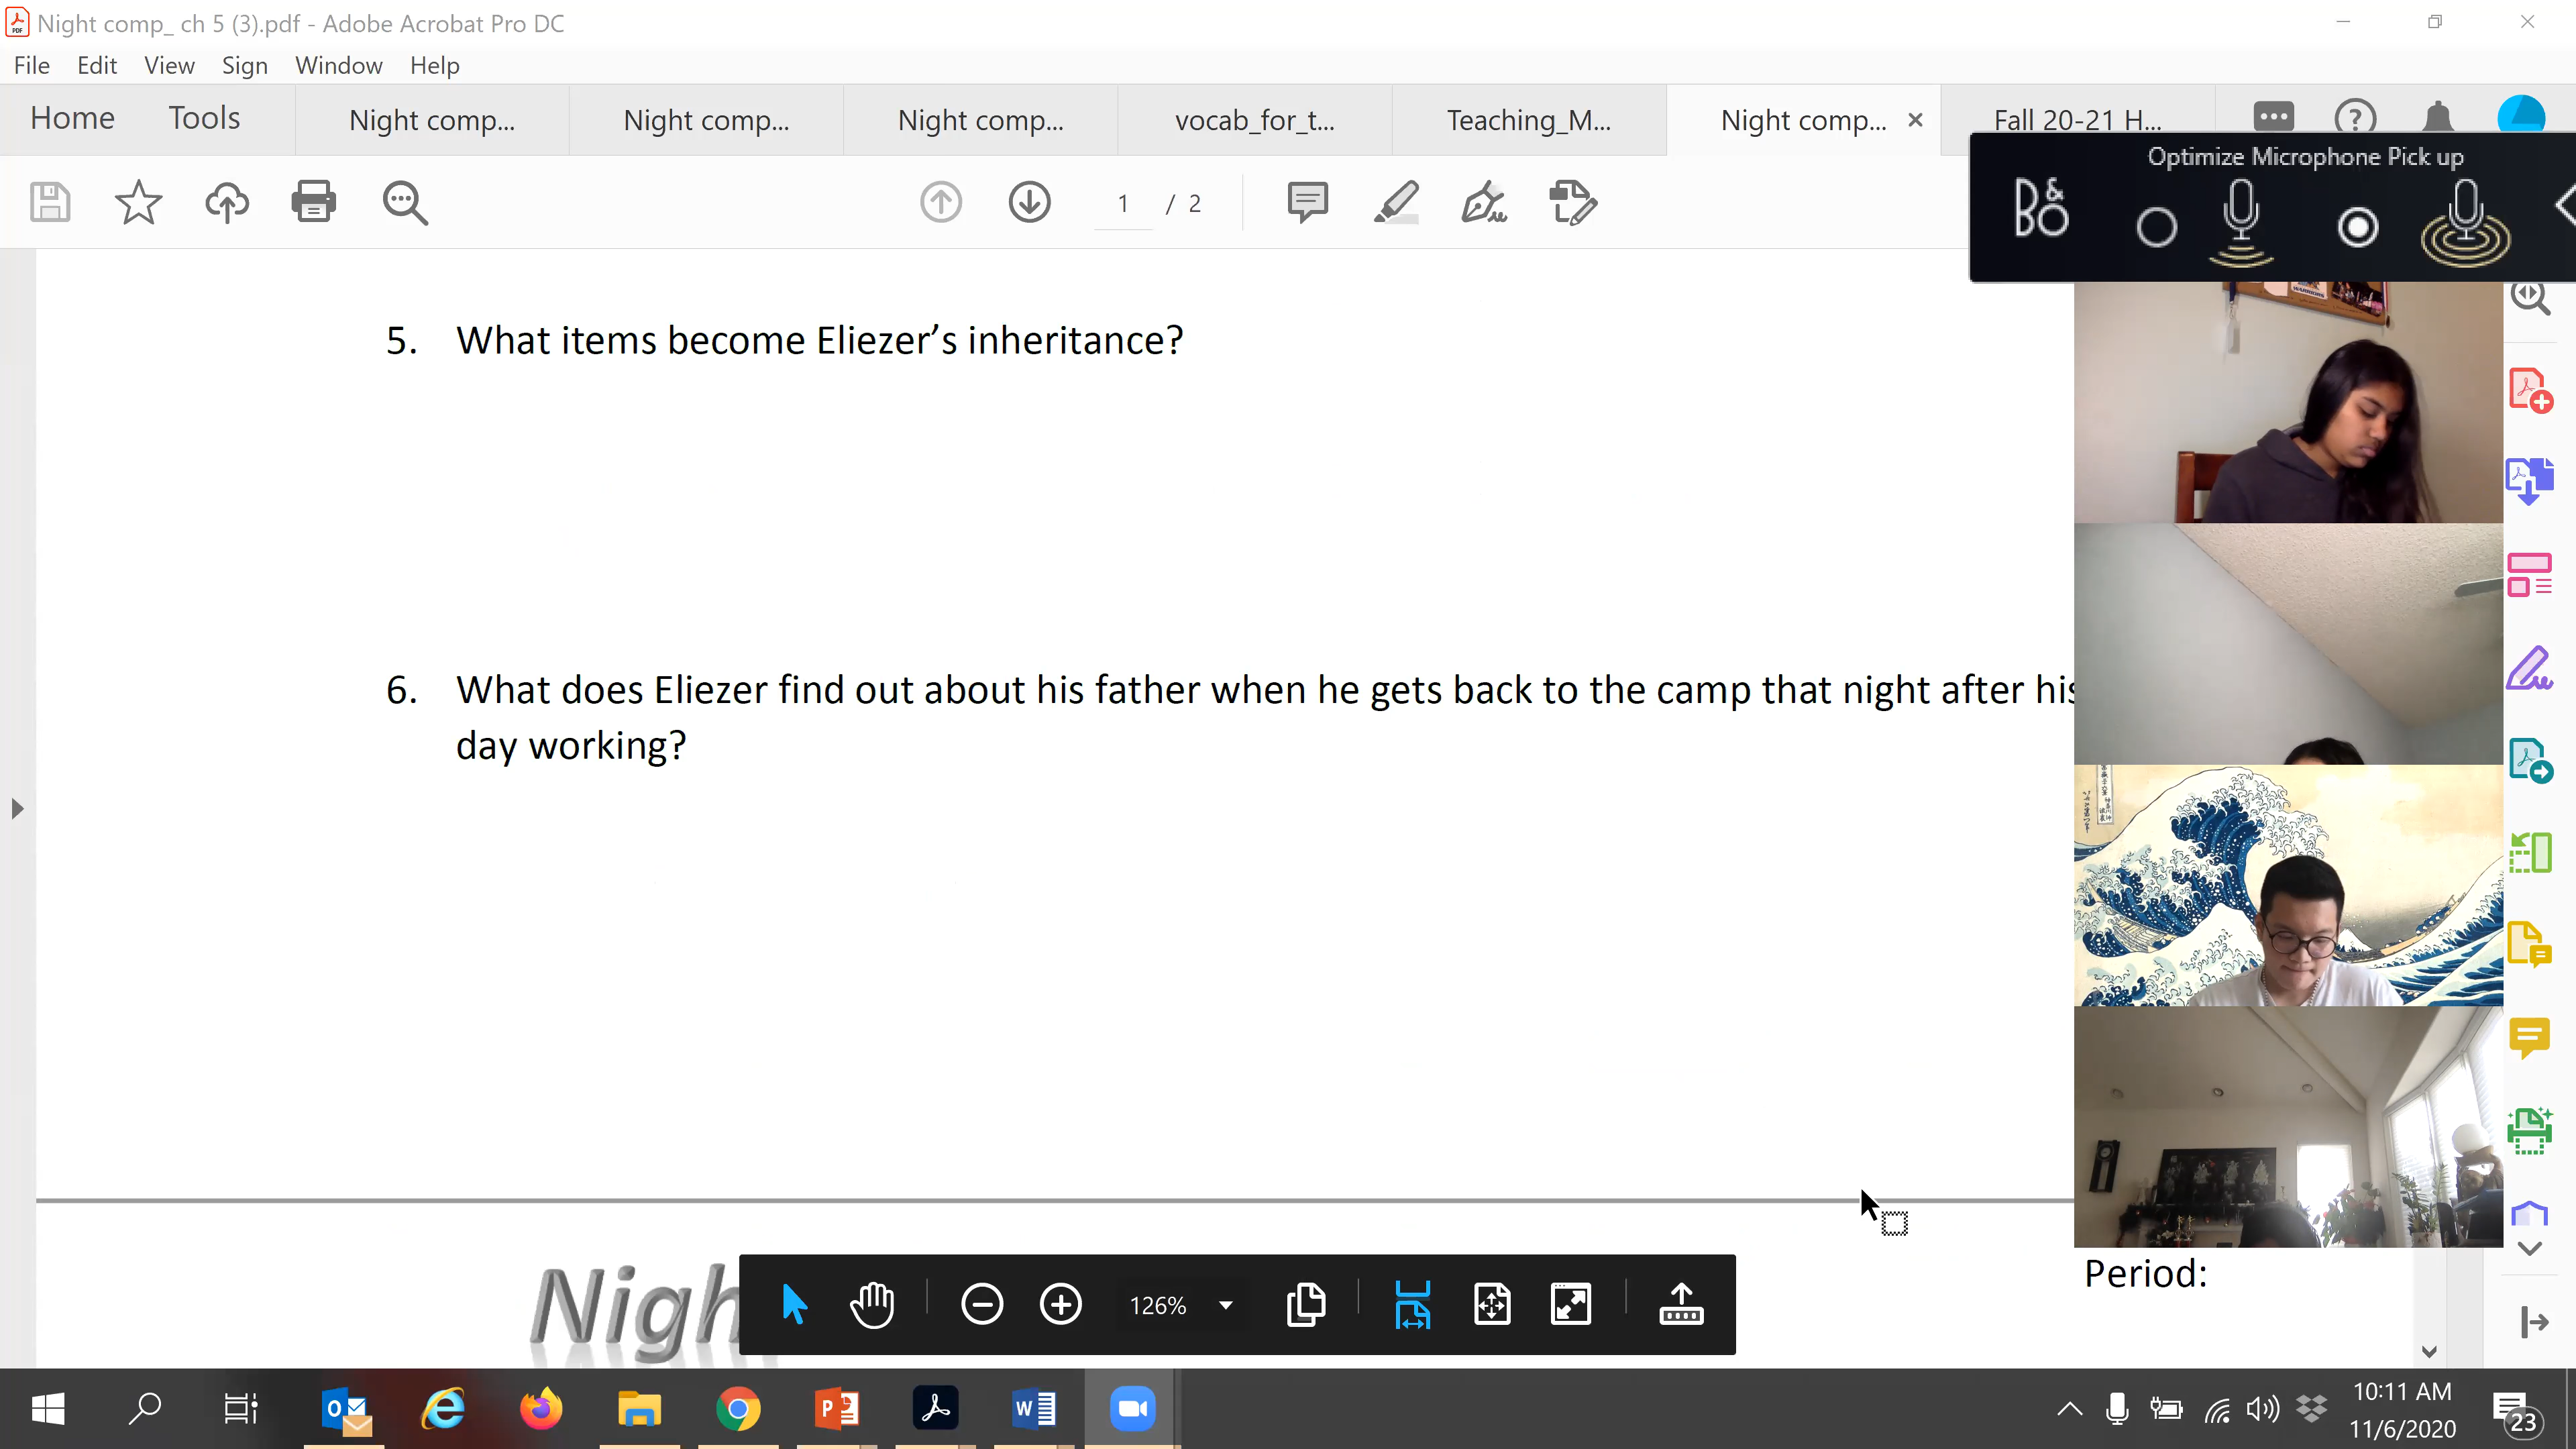 Night comp_ ch 5 (3).pdf - Adobe Acrobat Pro DC
File Edit View Sign Window Help
Home Tools Night comp... Night comp... Night comp... vocab_for_t... Teaching_M... Night comp... Fall 20-21 H...
1 / 2
Optimize Microphone Pick up
B&O
5. What items become Eliezer’s inheritance?
6. What does Eliezer find out about his father when he gets back to the camp that night after his
day working?
Nigh
Period:
126%
10:11 AM
11/6/2020
23